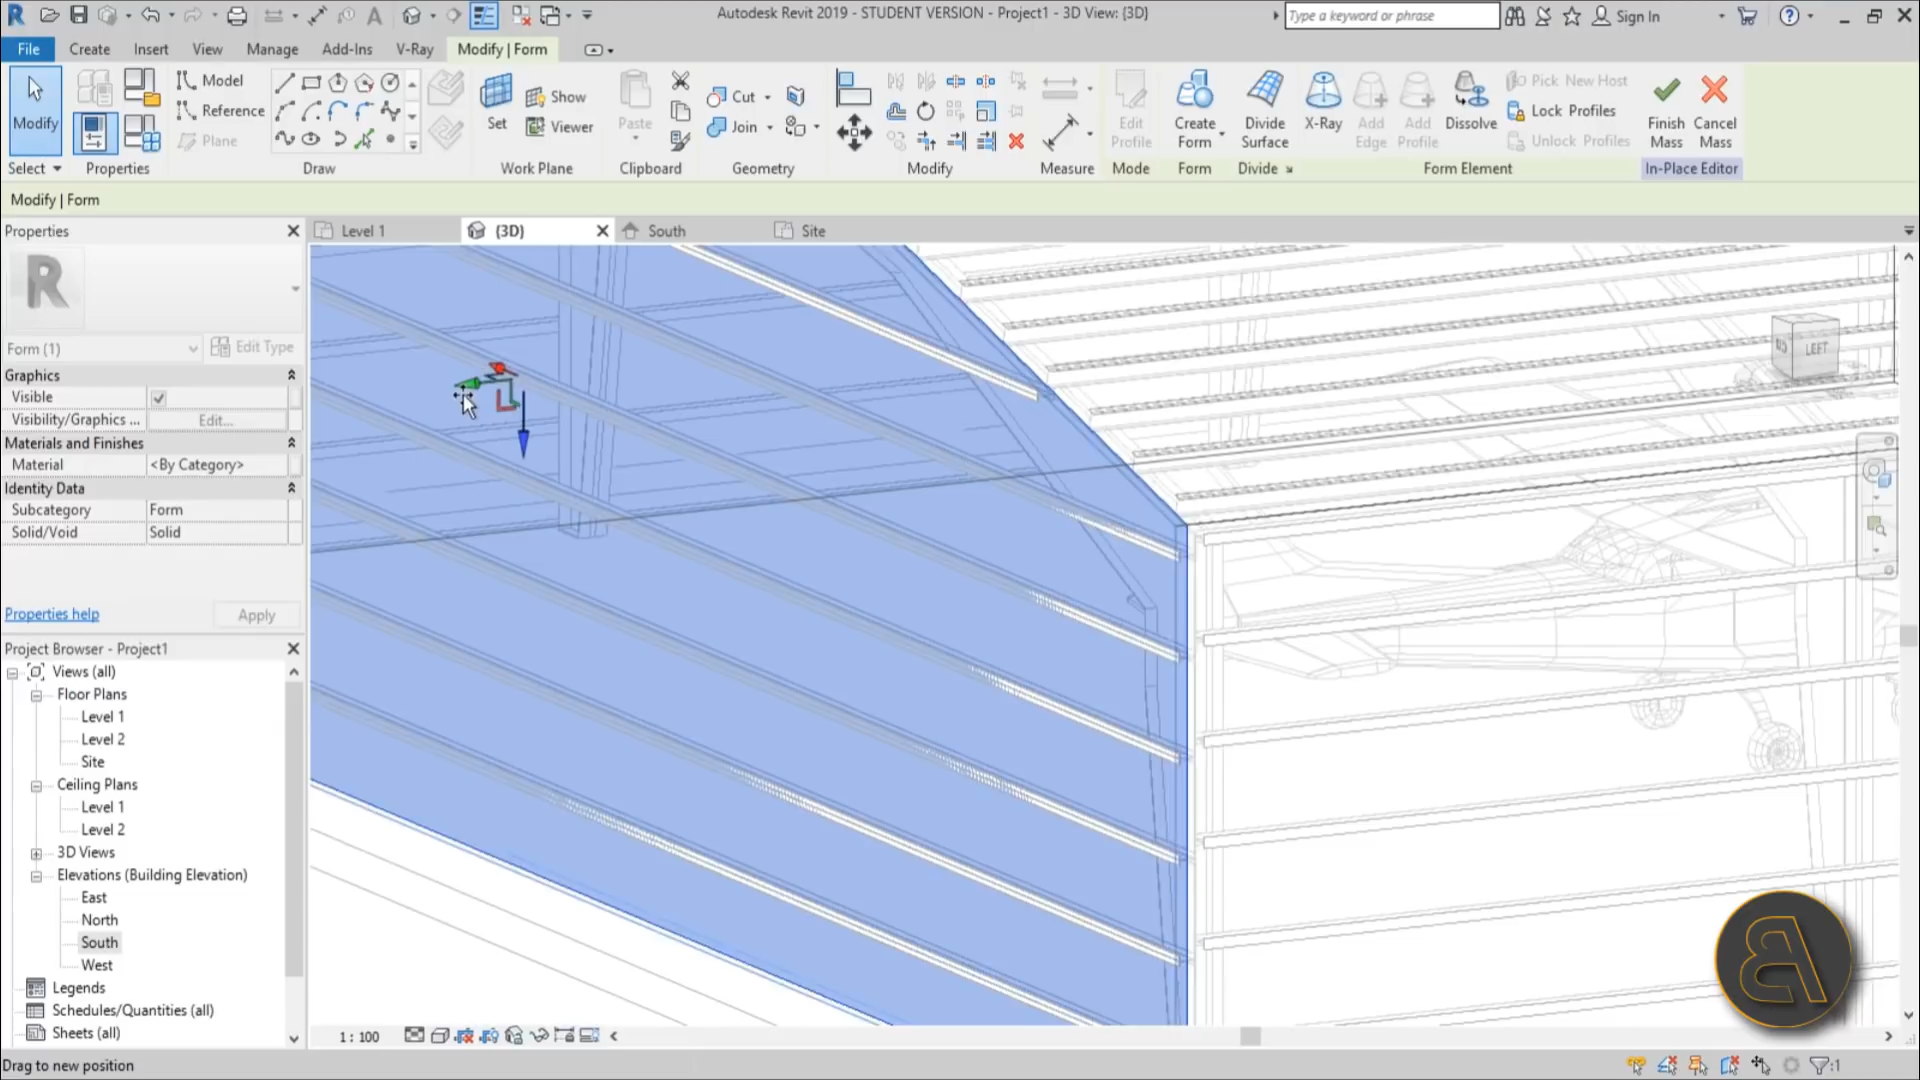 Autodesk Revit 2019 - STUDENT VERSION - Project1 - 3D View: {3D}
Type a keyword or phrase
Sign In
File Create Insert View Manage Add-Ins V-Ray Modify | Form
Modify
Select
Properties
Model
Reference
Plane
Draw
Set
Show
Viewer
Work Plane
Paste
Clipboard
Cut
Join
Geometry
Modify
Measure
Edit
Profile
Mode
Create
Form
Form
Divide
Surface
Divide
X-Ray
Add
Edge
Add
Profile
Dissolve
Pick New Host
Lock Profiles
Unlock Profiles
Form Element
Finish
Mass
Cancel
Mass
In-Place Editor
Modify | Form
Properties
R
Form (1)
Edit Type
Graphics
Visible
Visibility/Graphics ... Edit...
Materials and Finishes
Material <By Category>
Identity Data
Subcategory Form
Solid/Void Solid
Properties help
Apply
Project Browser - Project1
Views (all)
Floor Plans
Level 1
Level 2
Site
Ceiling Plans
Level 1
Level 2
3D Views
Elevations (Building Elevation)
East
North
South
West
Legends
Schedules/Quantities (all)
Sheets (all)
Level 1
{3D}
South
Site
LEFT
1 : 100
Drag to new position
:1